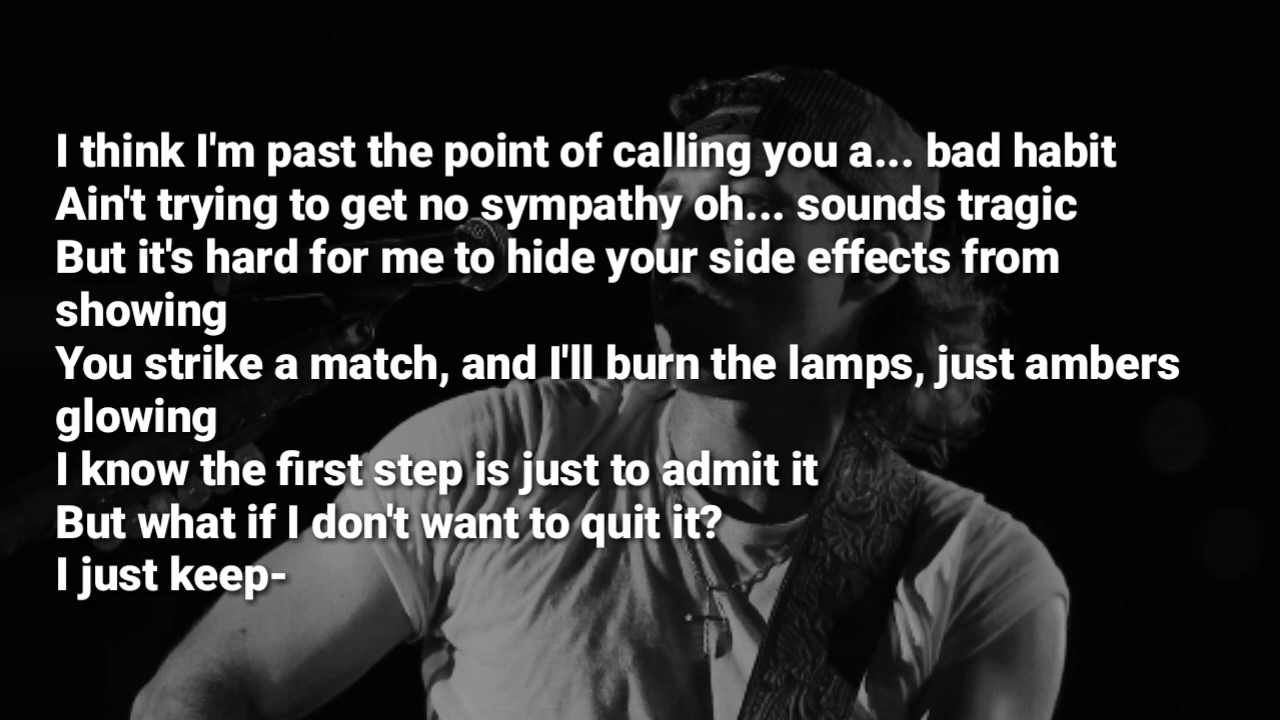 I think I'm past the point of calling you a... bad habit
Ain't trying to get no sympathy oh... sounds tragic
But it's hard for me to hide your side effects from
showing
You strike a match, and I'll burn the lamps, just ambers
glowing
I know the first step is just to admit it
But what if I don't want to quit it?
I just keep-